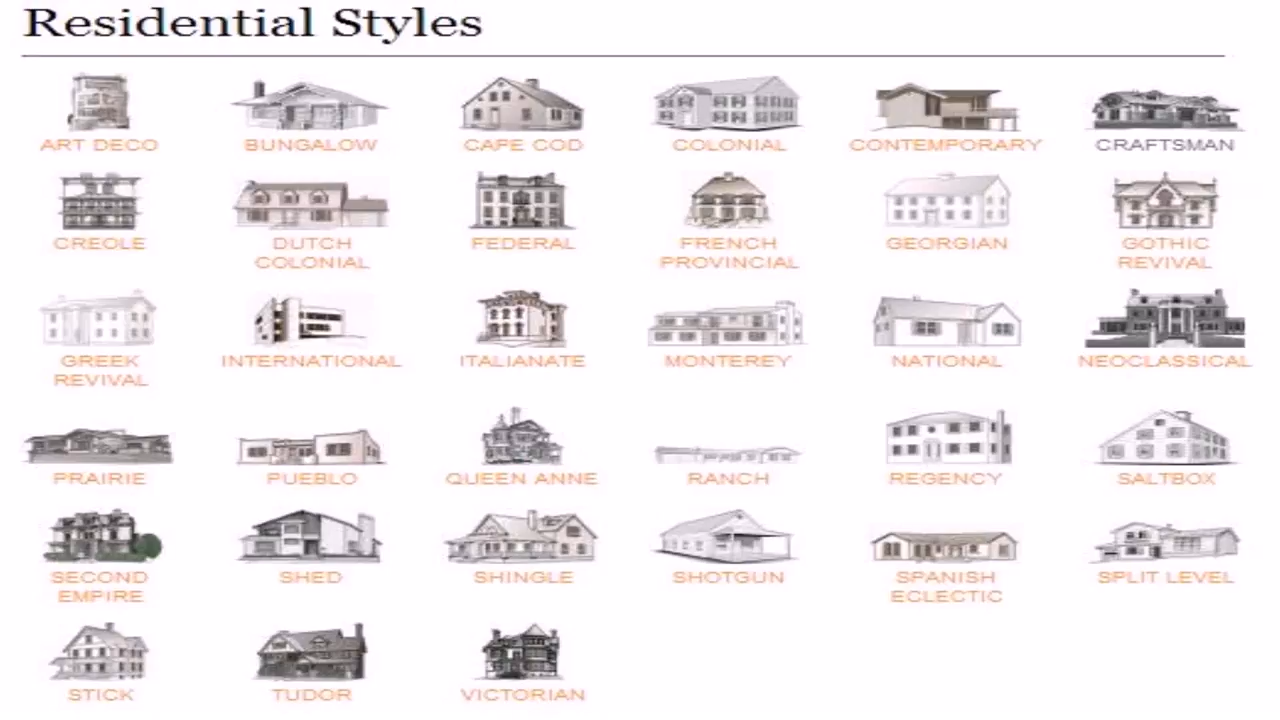 Residential Styles
ART DECO
BUNGALOW
CAPE COD
COLONIAL
CONTEMPORARY
CRAFTSMAN
CREOLE
DUTCH
COLONIAL
FEDERAL
FRENCH
PROVINCIAL
GEORGIAN
GOTHIC
REVIVAL
GREEK
REVIVAL
INTERNATIONAL
ITALIANATE
MONTEREY
NATIONAL
NEOCLASSICAL
PRAIRIE
PUEBLO
QUEEN ANNE
RANCH
REGENCY
SALTBOX
SECOND
EMPIRE
SHED
SHINGLE
SHOTGUN
SPANISH
ECLECTIC
SPLIT LEVEL
STICK
TUDOR
VICTORIAN